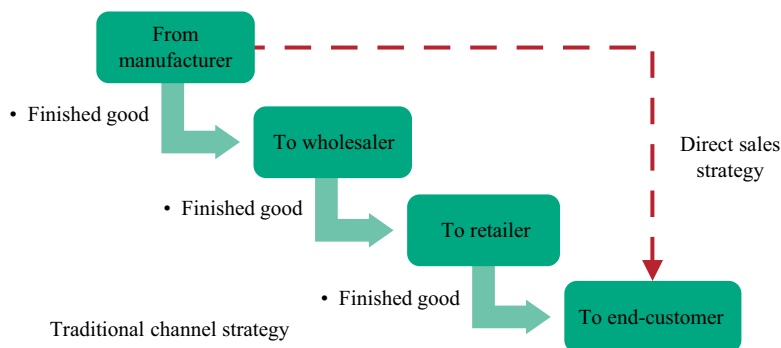 From
manufacturer
• Finished good
To wholesaler
Direct sales
strategy
• Finished good
To retailer
• Finished good
To end-customer
Traditional channel strategy